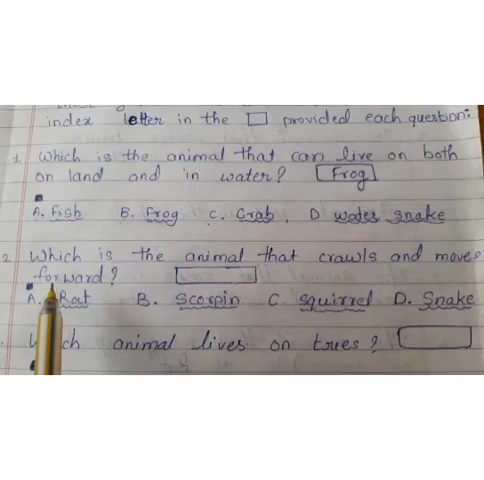 index letter in the provided each question:
1 Which is the animal that can live on both
on land and in water? Frog
A. Fish B. Frog C. Crab, D water snake
2 Which is the animal that crawls and moves
forward?
A. Rat B. Scorpin C. Squirrel D. Snake
animal lives on trues?